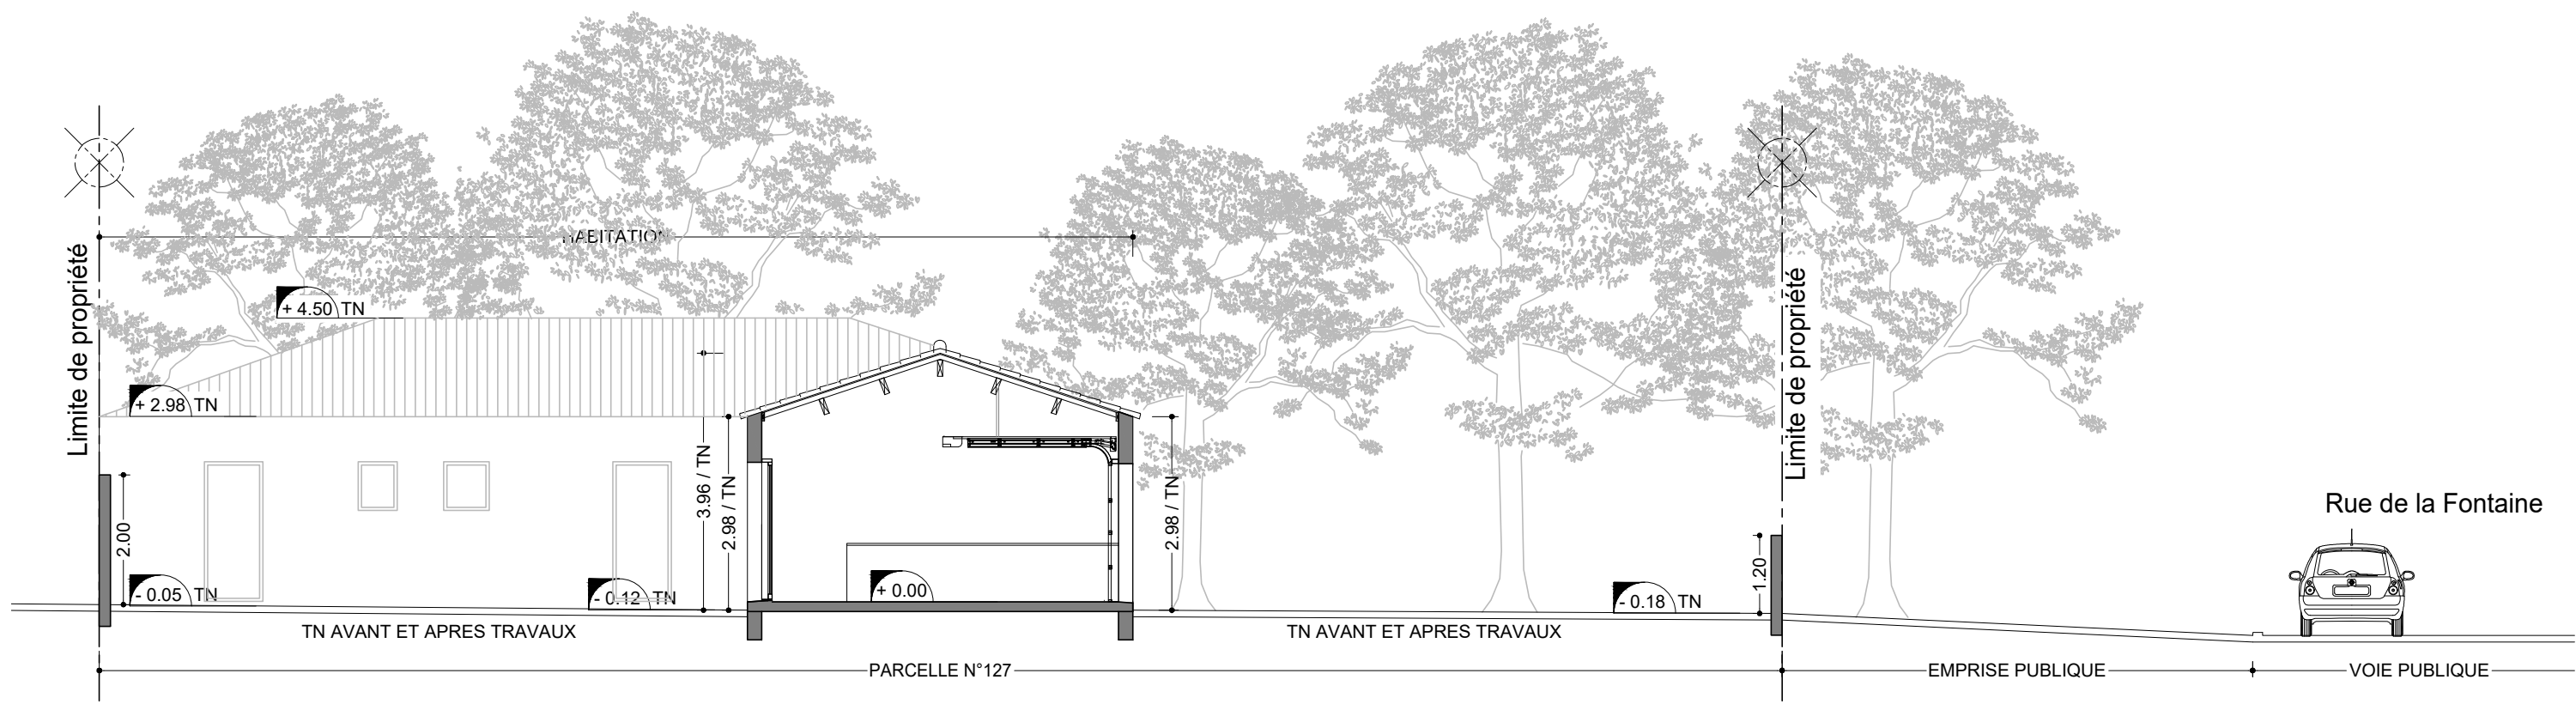 HABITATION
Limite de propriété
+ 4.50 TN
+ 2.98 TN
3.96 / TN
2.98 / TN
2.98 / TN
2.00
- 0.05 TN
- 0.12 TN
+ 0.00
- 0.18 TN
1.20
Limite de propriété
Rue de la Fontaine
TN AVANT ET APRES TRAVAUX
TN AVANT ET APRES TRAVAUX
PARCELLE N°127
EMPRISE PUBLIQUE
VOIE PUBLIQUE